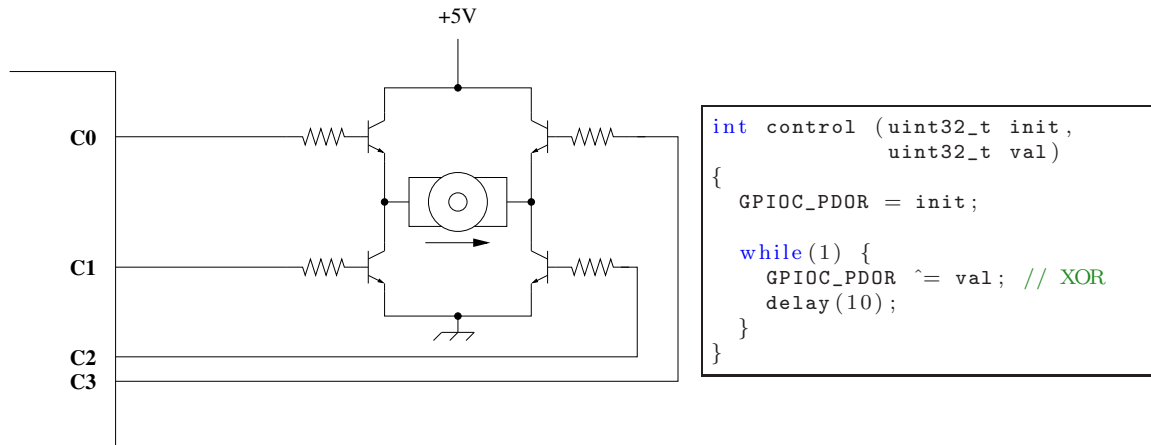 +5V
C0
C1
C2
C3
int control (uint32_t init,
uint32_t val)
{
GPIOC_PDOR = init;
while(1) {
GPIOC_PDOR ^= val; // XOR
delay(10);
}
}